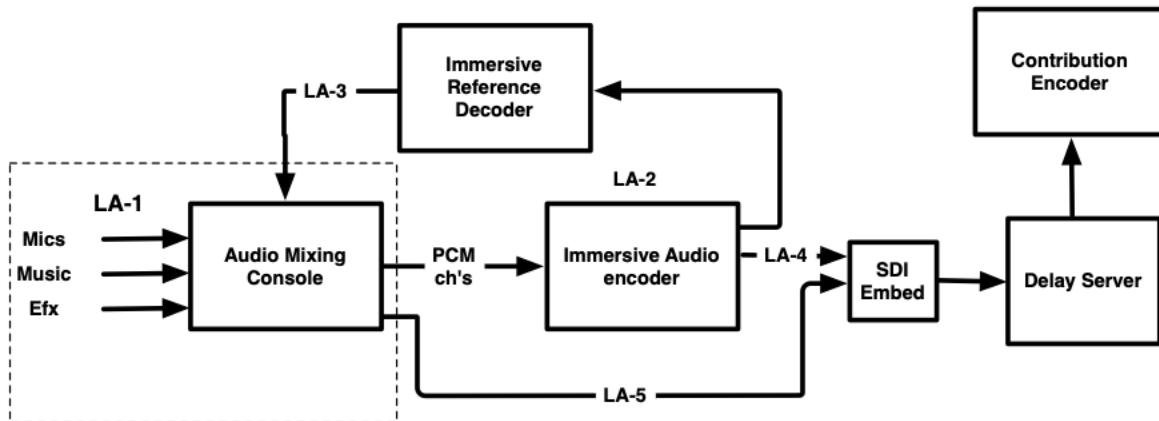 Immersive
Reference
Decoder
Contribution
Encoder
LA-3
LA-2
LA-1
Mics
Music
Efx
Audio Mixing
Console
PCM
ch's
Immersive Audio
encoder
LA-4
SDI
Embed
Delay Server
LA-5